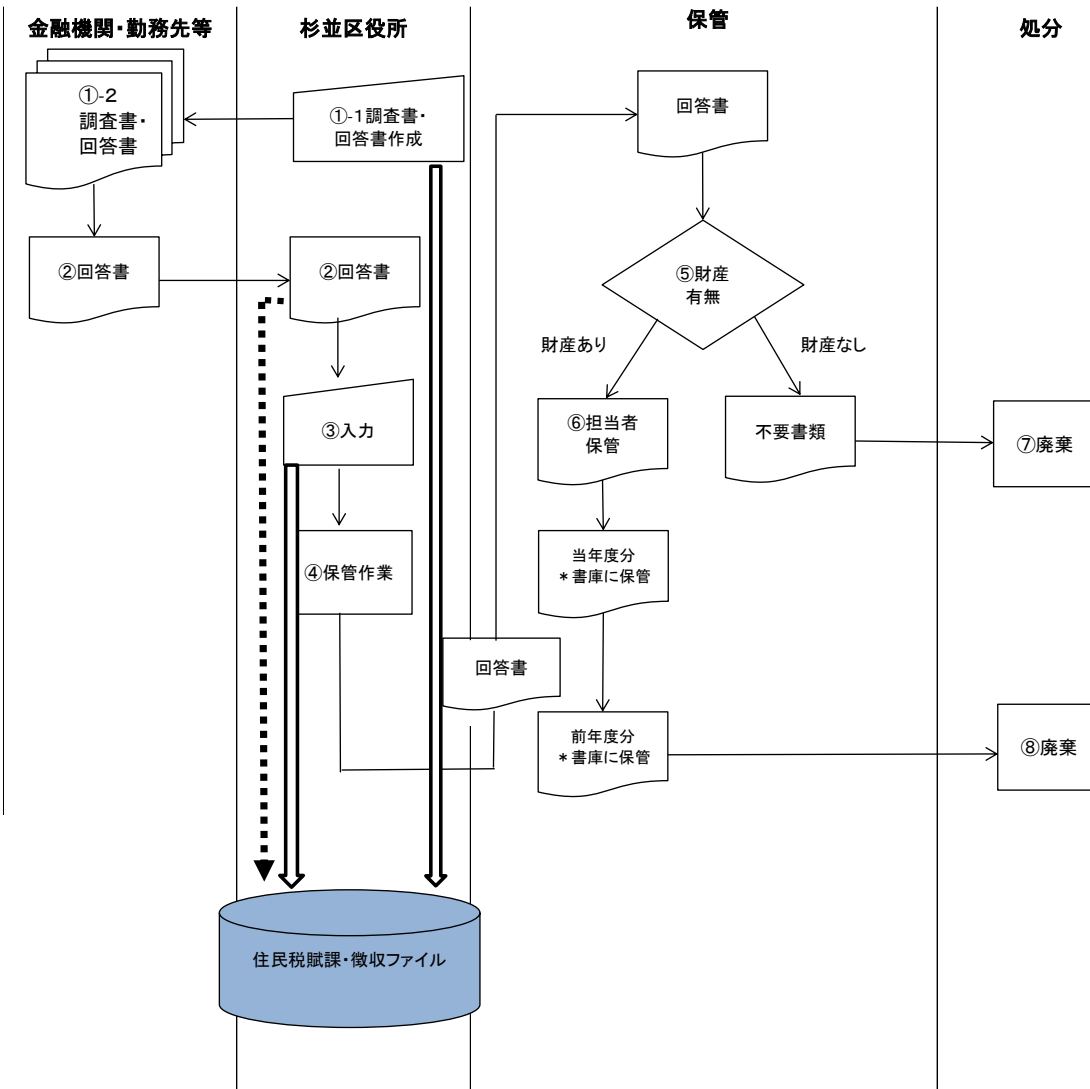 金融機関・勤務先等
杉並区役所
保管
処分
①-2
調査書・
回答書
①-1調査書・
回答書作成
回答書
②回答書
②回答書
⑤財産
有無
財産あり
財産なし
③入力
⑥担当者
保管
不要書類
⑦廃棄
④保管作業
当年度分
*書庫に保管
回答書
前年度分
*書庫に保管
⑧廃棄
住民税賦課・徴収ファイル